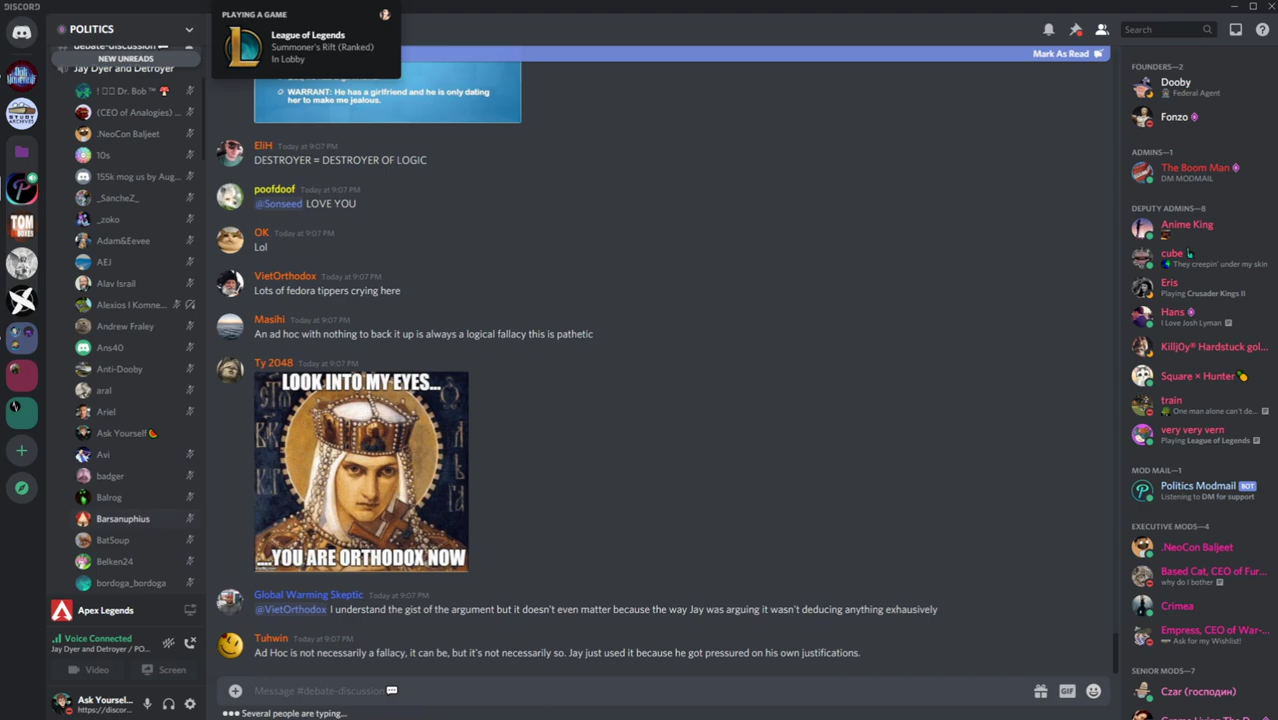 DISCORD
POLITICS
debate-discussion
NEW UNREADS
Jay Dyer and Detroyer
! Dr. Bob ™
(CEO of Analogies) ...
.NeoCon Baljeet
10s
155k mog us by Aug...
_SancheZ_
_zoko
Adam&Eevee
AEJ
Alav Israil
Alexios I Komne...
Andrew Fraley
Ans40
Anti-Dooby
aral
Ariel
Ask Yourself
Avi
badger
Balrog
Barsanuphius
BatSoup
Belken24
bordoga_bordoga
Apex Legends
Voice Connected
Jay Dyer and Detroyer / PO...
Video
Screen
Ask Yoursel...
https://discor...
STUDY
ARCHIVES
TOM
BOXES
PLAYING A GAME
League of Legends
Summoner's Rift (Ranked)
In Lobby
Mark As Read
Search
WARRANT: He has a girlfriend and he is only dating
her to make me jealous.
EliH Today at 9:07 PM
DESTROYER = DESTROYER OF LOGIC
poofdoof Today at 9:07 PM
@Sonseed LOVE YOU
OK Today at 9:07 PM
Lol
VietOrthodox Today at 9:07 PM
Lots of fedora tippers crying here
Masihi Today at 9:07 PM
An ad hoc with nothing to back it up is always a logical fallacy this is pathetic
Ty 2048 Today at 9:07 PM
LOOK INTO MY EYES...
...YOU ARE ORTHODOX NOW
Global Warming Skeptic Today at 9:07 PM
@VietOrthodox I understand the gist of the argument but it doesn't even matter because the way Jay was arguing it wasn't deducing anything exhausively
Tuhwin Today at 9:07 PM
Ad Hoc is not necessarily a fallacy, it can be, but it's not necessarily so. Jay just used it because he got pressured on his own justifications.
Message #debate-discussion
GIF
Several people are typing...
FOUNDERS—2
Dooby
Federal Agent
Fonzo
ADMINS—1
The Boom Man
DM MODMAIL
DEPUTY ADMINS—8
Anime King
cube
They creepin' under my skin
Eris
Playing Crusader Kings II
Hans
I Love Josh Lyman
Killj0y® Hardstuck gol...
Square × Hunter
train
One man alone can't de...
very very vern
Playing League of Legends
MOD MAIL—1
Politics Modmail BOT
Listening to DM for support
EXECUTIVE MODS—4
.NeoCon Baljeet
Based Cat, CEO of Fur...
why do I bother
Crimea
Empress, CEO of War-...
Ask for my Wishlist!
SENIOR MODS—7
Czar (господин)